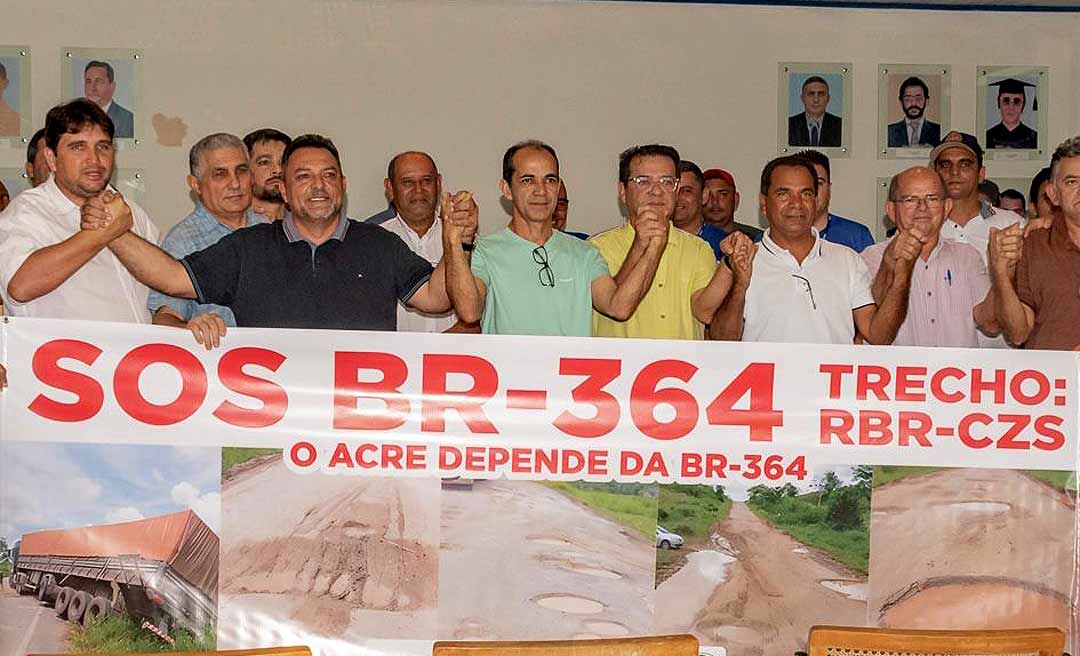 SOS BR-364
TRECHO:
RBR-CZS
O ACRE DEPENDE DA BR-364